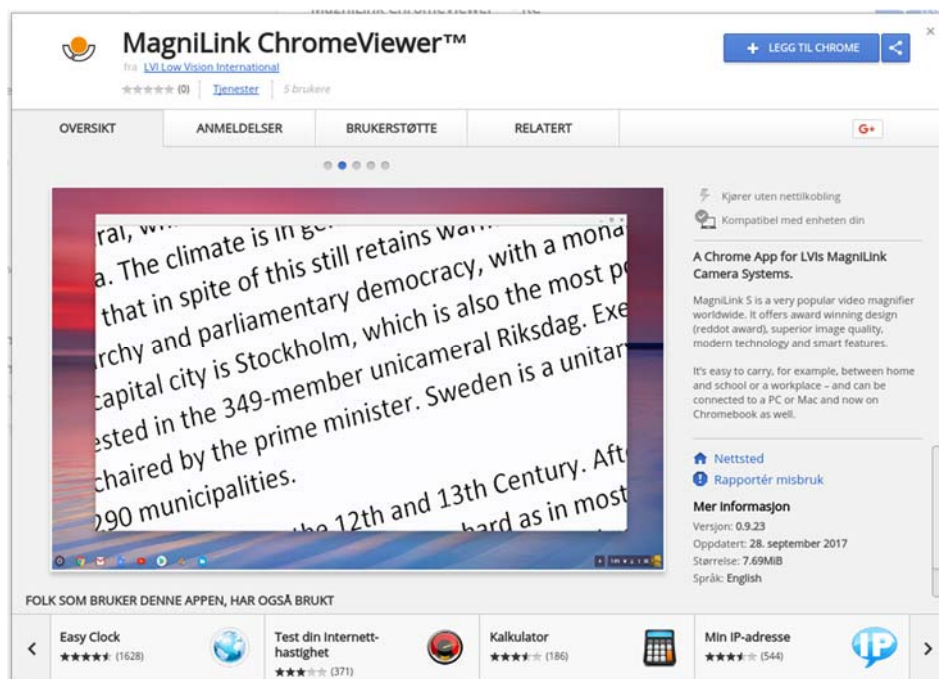 MagniLink ChromeViewer™
fra LVI Low Vision International
(0) Tjenester 5 brukere
LEGG TIL CHROME
OVERSIKT ANMELDELSER BRUKERSTØTTE RELATERT
G+
ral,
a. The climate is in
that in spite of this still retains
rchy and parliamentary democracy, with a mona
capital city is Stockholm, which is also the most po
ested in the 349-member unicameral Riksdag. Exe
chaired by the prime minister. Sweden is a unitar
290 municipalities.
he 12th and 13th Century. Afte
hard as in most
Kjører uten nettilkobling
Kompatibel med enheten din
A Chrome App for LVIs MagniLink
Camera Systems.
MagniLink S is a very popular video magnifier
worldwide. It offers award winning design
(reddot award), superior image quality,
modern technology and smart features.
It's easy to carry, for example, between home
and school or a workplace – and can be
connected to a PC or Mac and now on
Chromebook as well.
Nettsted
Rapportér misbruk
Mer informasjon
Versjon: 0.9.23
Oppdatert: 28. september 2017
Størrelse: 7.69MiB
Språk: English
FOLK SOM BRUKER DENNE APPEN, HAR OGSÅ BRUKT
Easy Clock
(1628)
Test din Internett-
hastighet
(371)
Kalkulator
(186)
Min IP-adresse
(544)
IP